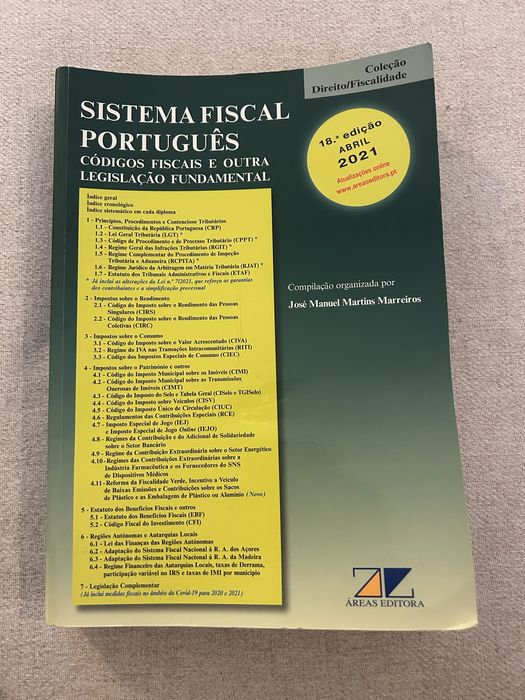 Coleção
Direito/Fiscalidade
SISTEMA FISCAL
PORTUGUÊS
CÓDIGOS FISCAIS E OUTRA
LEGISLAÇÃO FUNDAMENTAL
18.ª edição
ABRIL
2021
Atualizações online
www.areaseditora.pt
Índice geral
Índice cronológico
Índice sistemático em cada diploma
1 - Princípios, Procedimentos e Contencioso Tributários
1.1 - Constituição da República Portuguesa (CRP)
1.2 - Lei Geral Tributária (LGT) *
1.3 - Código de Procedimento e de Processo Tributário (CPPT) *
1.4 - Regime Geral das Infrações Tributárias (RGIT) *
1.5 - Regime Complementar do Procedimento de Inspeção
Tributária e Aduaneira (RCPITA) *
1.6 - Regime Jurídico da Arbitragem em Matéria Tributária (RJAT) *
1.7 - Estatuto dos Tribunais Administrativos e Fiscais (ETAF)
* Já inclui as alterações da Lei n.º 7/2021, que reforça as garantias
dos contribuintes e a simplificação processual
2 - Impostos sobre o Rendimento
2.1 - Código do Imposto sobre o Rendimento das Pessoas
Singulares (CIRS)
2.2 - Código do Imposto sobre o Rendimento das Pessoas
Coletivas (CIRC)
3 - Impostos sobre o Consumo
3.1 - Código do Imposto sobre o Valor Acrescentado (CIVA)
3.2 - Regime do IVA nas Transações Intracomunitárias (RITI)
3.3 - Código dos Impostos Especiais de Consumo (CIEC)
4 - Impostos sobre o Património e outros
4.1 - Código do Imposto Municipal sobre os Imóveis (CIMI)
4.2 - Código do Imposto Municipal sobre as Transmissões
Onerosas de Imóveis (CIMT)
4.3 - Código do Imposto do Selo e Tabela Geral (CISelo e TGISelo)
4.4 - Código do Imposto sobre Veículos (CISV)
4.5 - Código do Imposto Único de Circulação (CIUC)
4.6 - Regulamentos das Contribuições Especiais (RCE)
4.7 - Imposto Especial de Jogo (IEJ)
e Imposto Especial de Jogo Online (IEJO)
4.8 - Regimes da Contribuição e do Adicional de Solidariedade
sobre o Setor Bancário
4.9 - Regime da Contribuição Extraordinária sobre o Setor Energético
4.10 - Regimes das Contribuições Extraordinárias sobre a
Indústria Farmacêutica e os Fornecedores do SNS
de Dispositivos Médicos
4.11 - Reforma da Fiscalidade Verde, Incentivo a Veículo
de Baixas Emissões e Contribuições sobre os Sacos
de Plástico e as Embalagens de Plástico ou Alumínio (Novo)
5 - Estatuto dos Benefícios Fiscais e outros
5.1 - Estatuto dos Benefícios Fiscais (EBF)
5.2 - Código Fiscal do Investimento (CFI)
6 - Regiões Autónomas e Autarquias Locais
6.1 - Lei das Finanças das Regiões Autónomas
6.2 - Adaptação do Sistema Fiscal Nacional à R. A. dos Açores
6.3 - Adaptação do Sistema Fiscal Nacional à R. A. da Madeira
6.4 - Regime Financeiro das Autarquias Locais, taxas de Derrama,
participação variável no IRS e taxas de IMI por município
7 - Legislação Complementar
(Já inclui medidas fiscais no âmbito da Covid-19 para 2020 e 2021)
Compilação organizada por
José Manuel Martins Marreiros
ÁREAS EDITORA